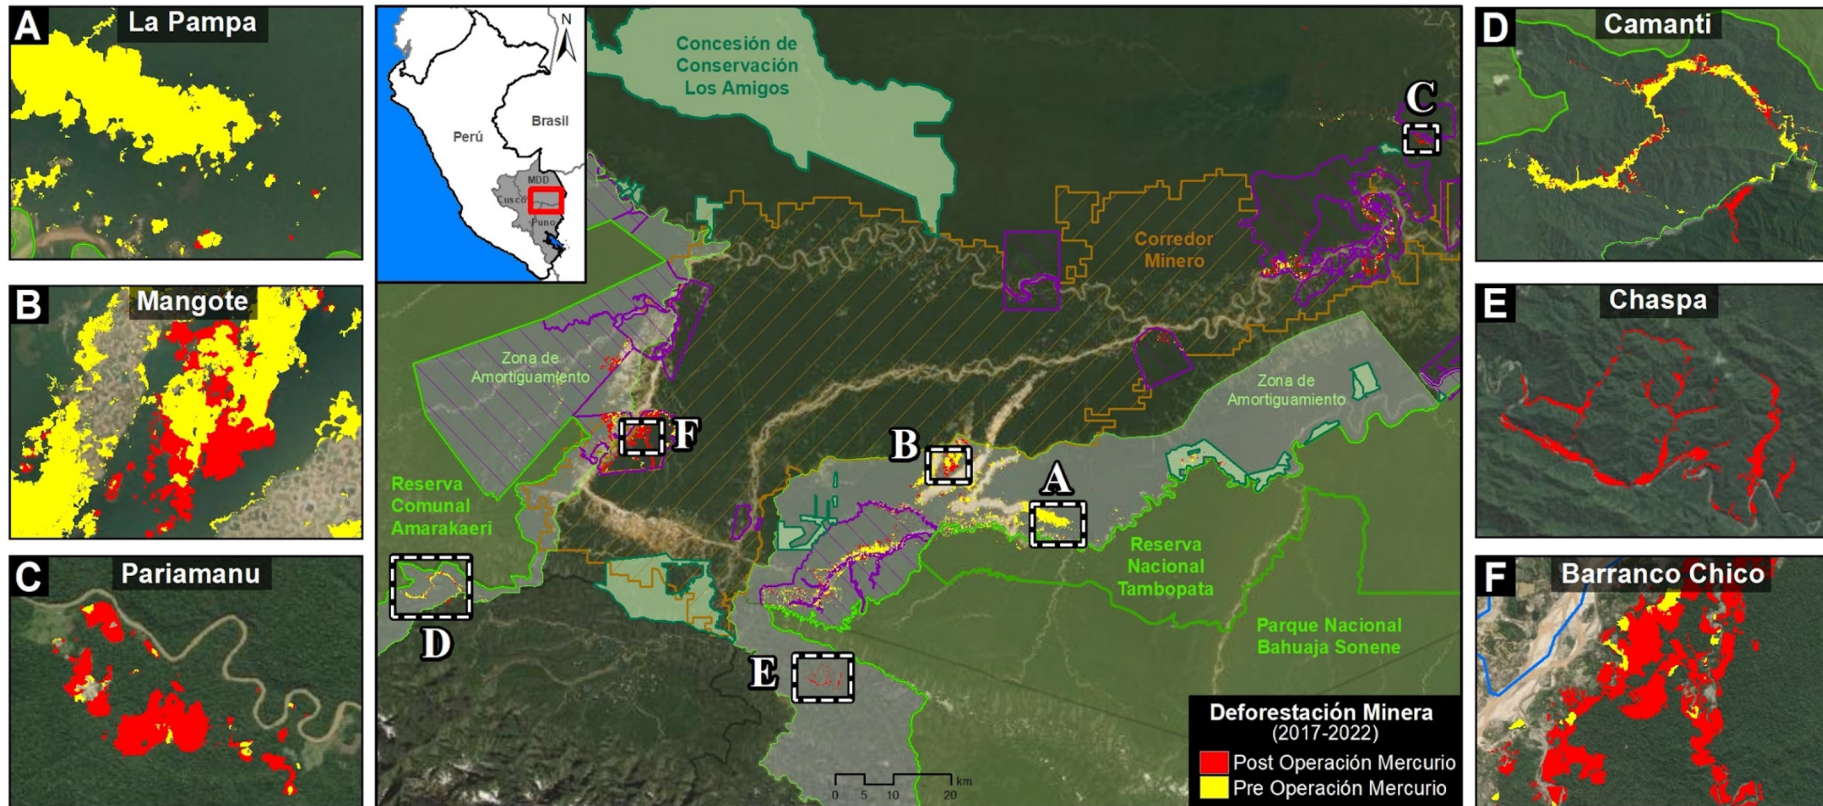 A
La Pampa
B
Mangote
C
Pariamanu
N
Perú
Brasil
MDD
Cusco
Puno
Concesión de
Conservación
Los Amigos
C
Corredor
Minero
Zona de
Amortiguamiento
Zona de
Amortiguamiento
F
B
A
Reserva
Comunal
Amarakaeri
Reserva
Nacional
Tambopata
D
Parque Nacional
Bahuaja Sonene
E
Deforestación Minera
(2017-2022)
Post Operación Mercurio
Pre Operación Mercurio
km
0 5 10 20
D
Camanti
E
Chaspa
F
Barranco Chico